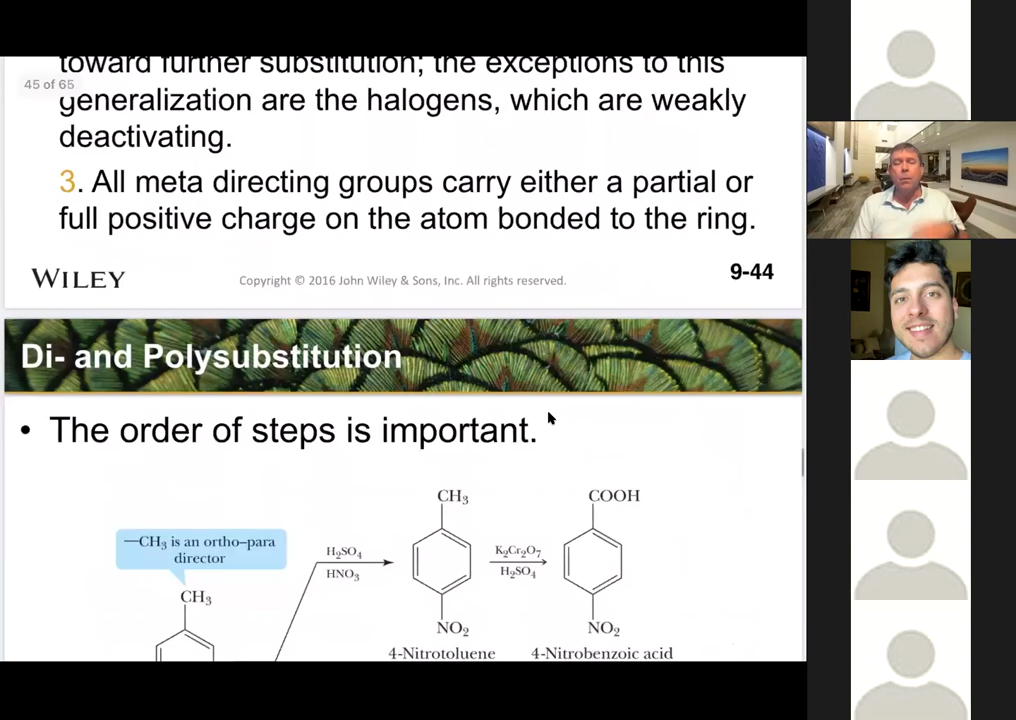 toward further substitution; the exceptions to this
45 of 65
generalization are the halogens, which are weakly
deactivating.
3. All meta directing groups carry either a partial or
full positive charge on the atom bonded to the ring.
WILEY
Copyright © 2016 John Wiley & Sons, Inc. All rights reserved.
9-44
Di- and Polysubstitution
• The order of steps is important.
—CH₃ is an ortho–para
director
CH₃
H₂SO₄
HNO₃
CH₃
NO₂
4-Nitrotoluene
K₂Cr₂O₇
H₂SO₄
COOH
NO₂
4-Nitrobenzoic acid